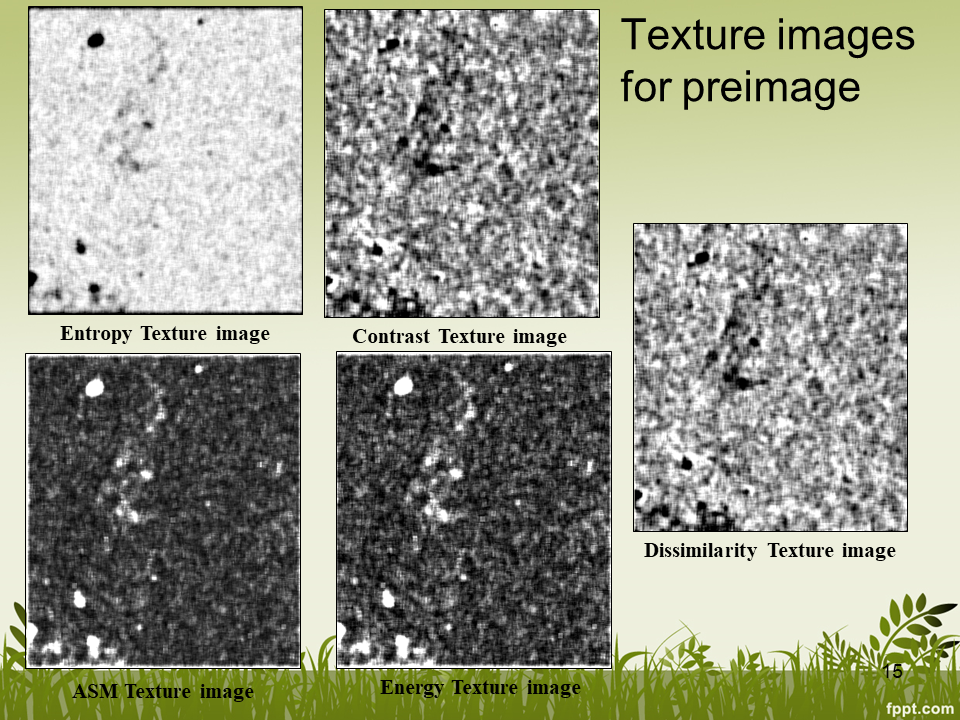 Texture images
for preimage
Entropy Texture image
Contrast Texture image
Dissimilarity Texture image
ASM Texture image
Energy Texture image
15
fppt.com